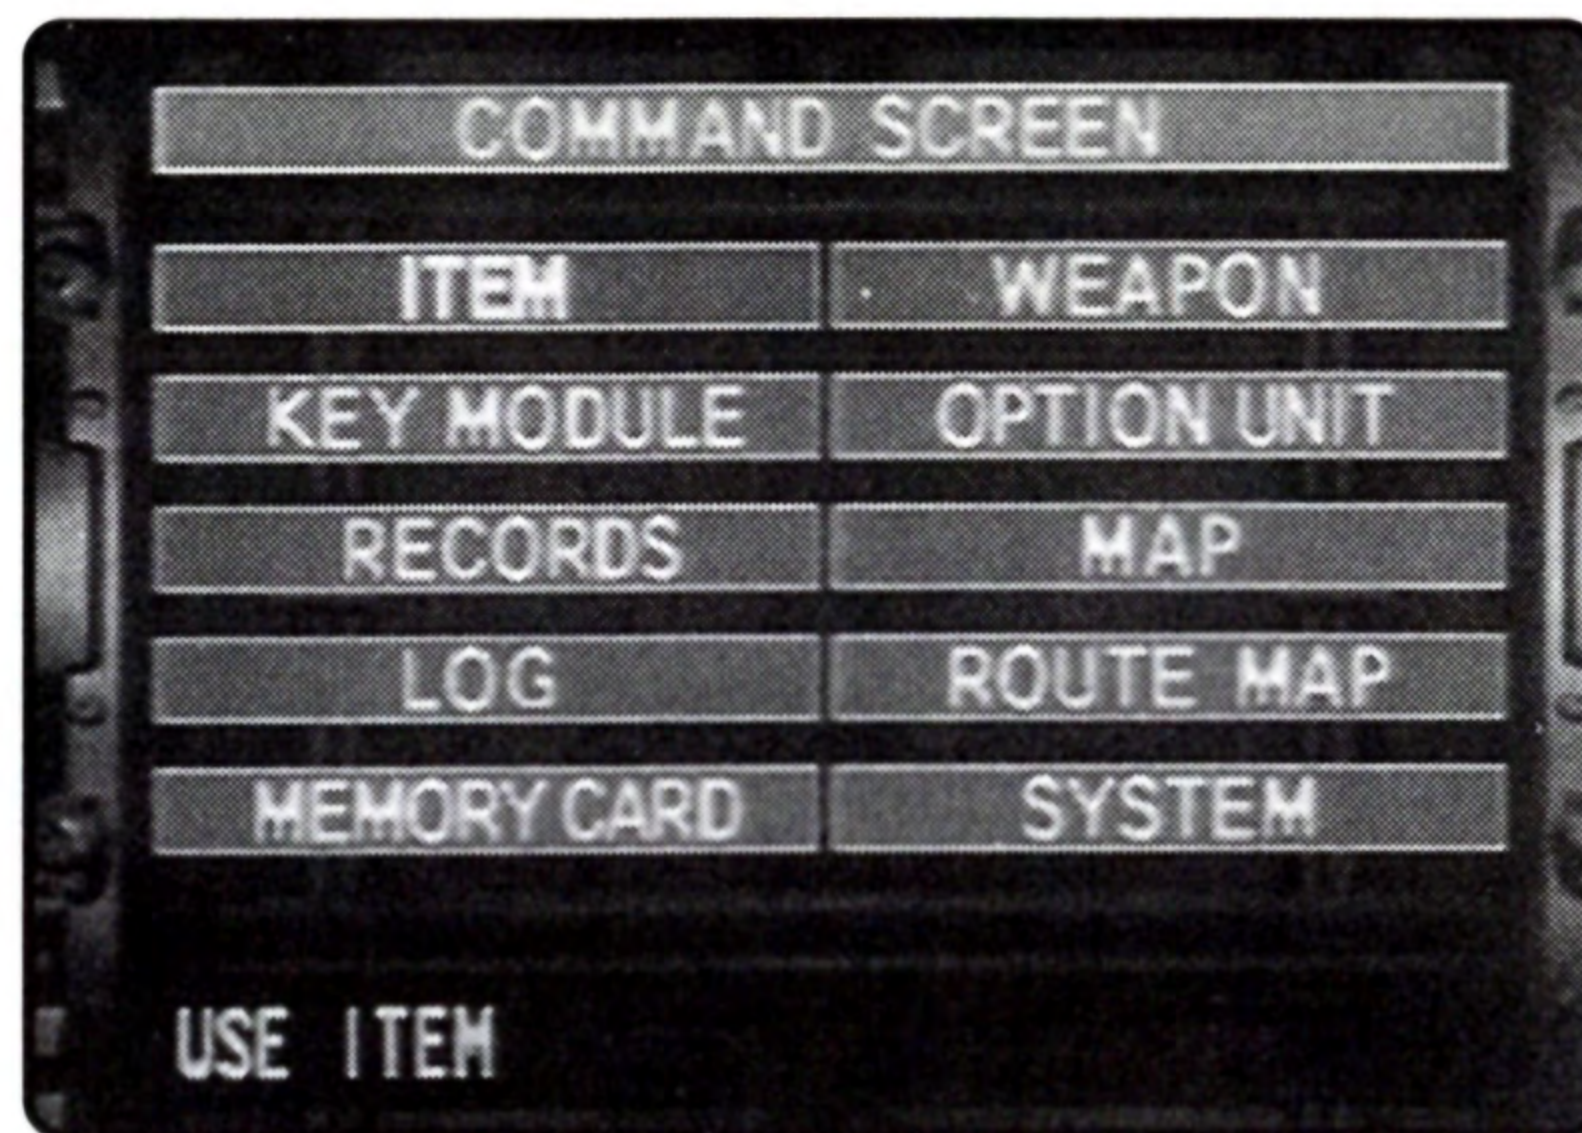 COMMAND SCREEN
ITEM WEAPON
KEY MODULE OPTION UNIT
RECORDS MAP
LOG ROUTE MAP
MEMORY CARD SYSTEM
USE ITEM